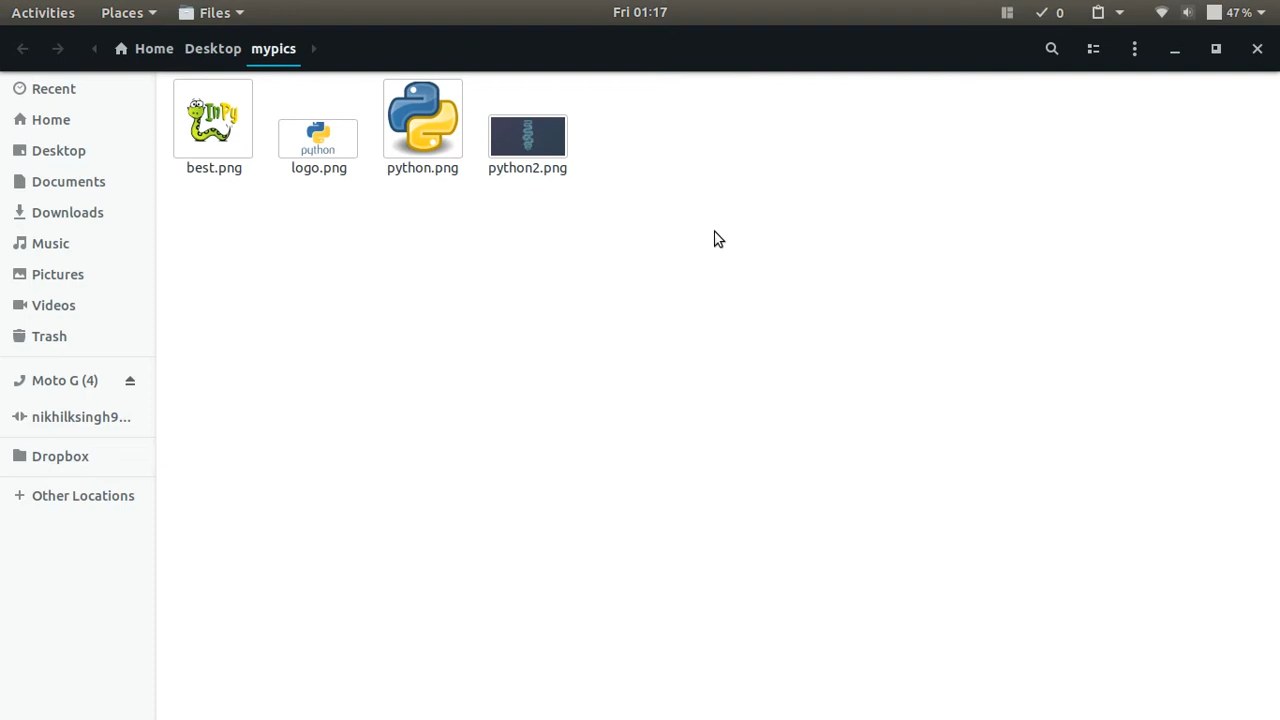 Activities Places Files Fri 01:17 0 47%
Home Desktop mypics
Recent
Home
Desktop
Documents
Downloads
Music
Pictures
Videos
Trash
Moto G (4)
nikhilksingh9...
Dropbox
+ Other Locations
InPy
python
best.png logo.png python.png python2.png